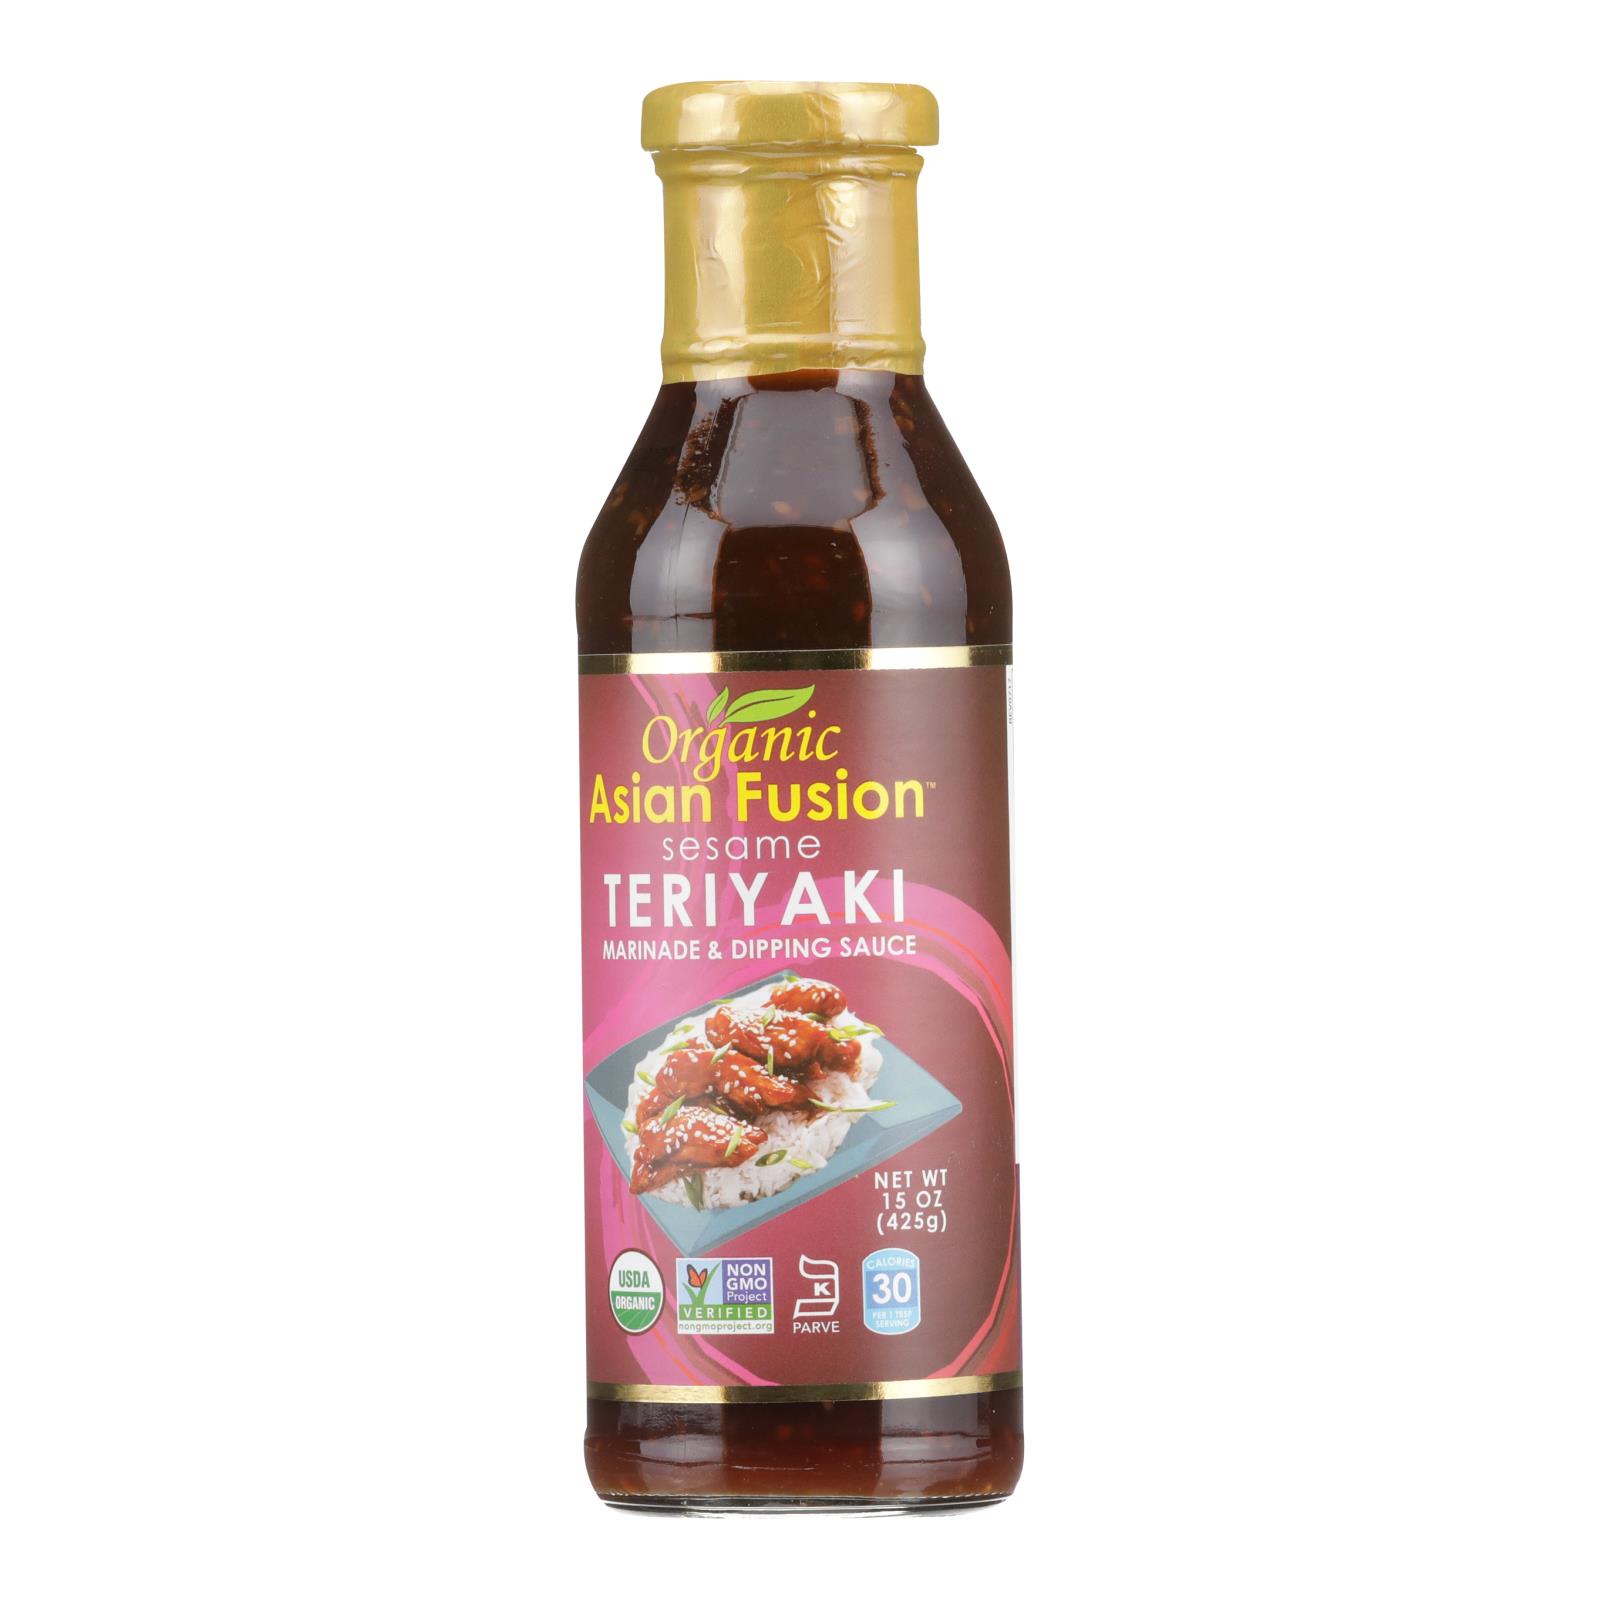 Organic
Asian Fusion™
sesame
TERIYAKI
MARINADE & DIPPING SAUCE
NET WT
15 OZ
(425g)
USDA
ORGANIC
NON
GMO
Project
VERIFIED
nongmoproject.org
K
PARVE
CALORIES
30
PER 1 TBSP
SERVING